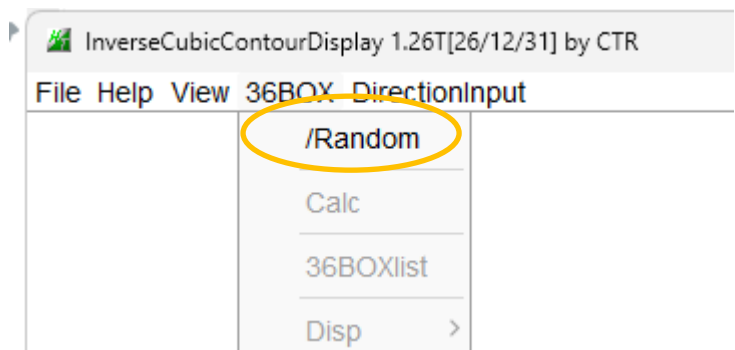 InverseCubicContourDisplay 1.26T[26/12/31] by CTR
File Help View 36BOX DirectionInput
/Random
Calc
36BOXlist
Disp >